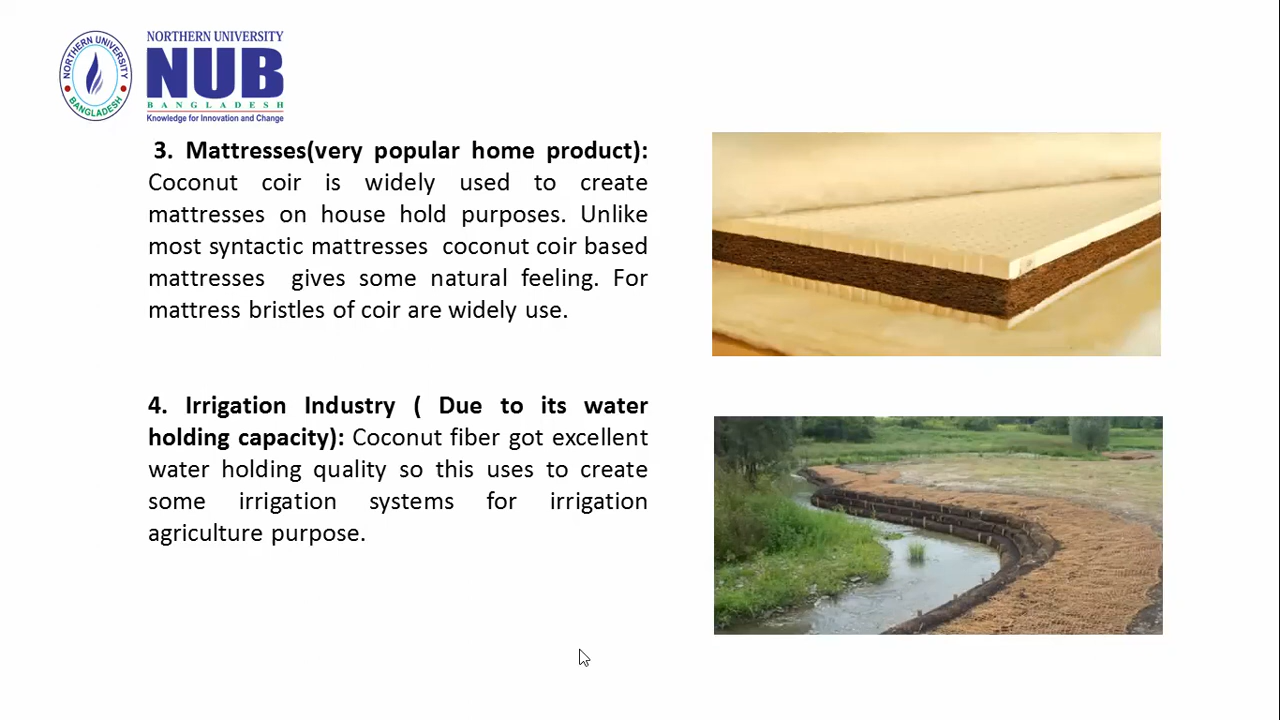 NORTHERN UNIVERSITY
BANGLADESH
NORTHERN UNIVERSITY
NUB
BANGLADESH
Knowledge for Innovation and Change
3. Mattresses(very popular home product):
Coconut coir is widely used to create
mattresses on house hold purposes. Unlike
most syntactic mattresses coconut coir based
mattresses gives some natural feeling. For
mattress bristles of coir are widely use.
4. Irrigation Industry ( Due to its water
holding capacity): Coconut fiber got excellent
water holding quality so this uses to create
some irrigation systems for irrigation
agriculture purpose.